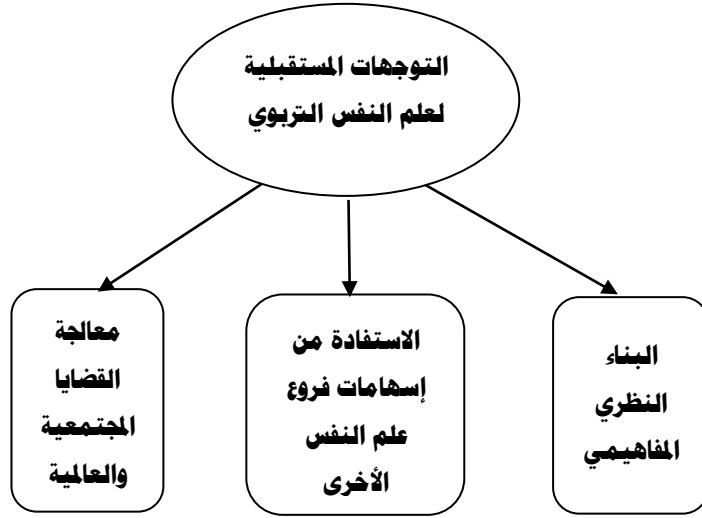 التوجهات المستقبلية
لعلم النفس التربوي
البناء
النظري
المفاهيمي
الاستفادة من
إسهامات فروع
علم النفس
الأخرى
معالجة
القضايا
المجتمعية
والعالمية